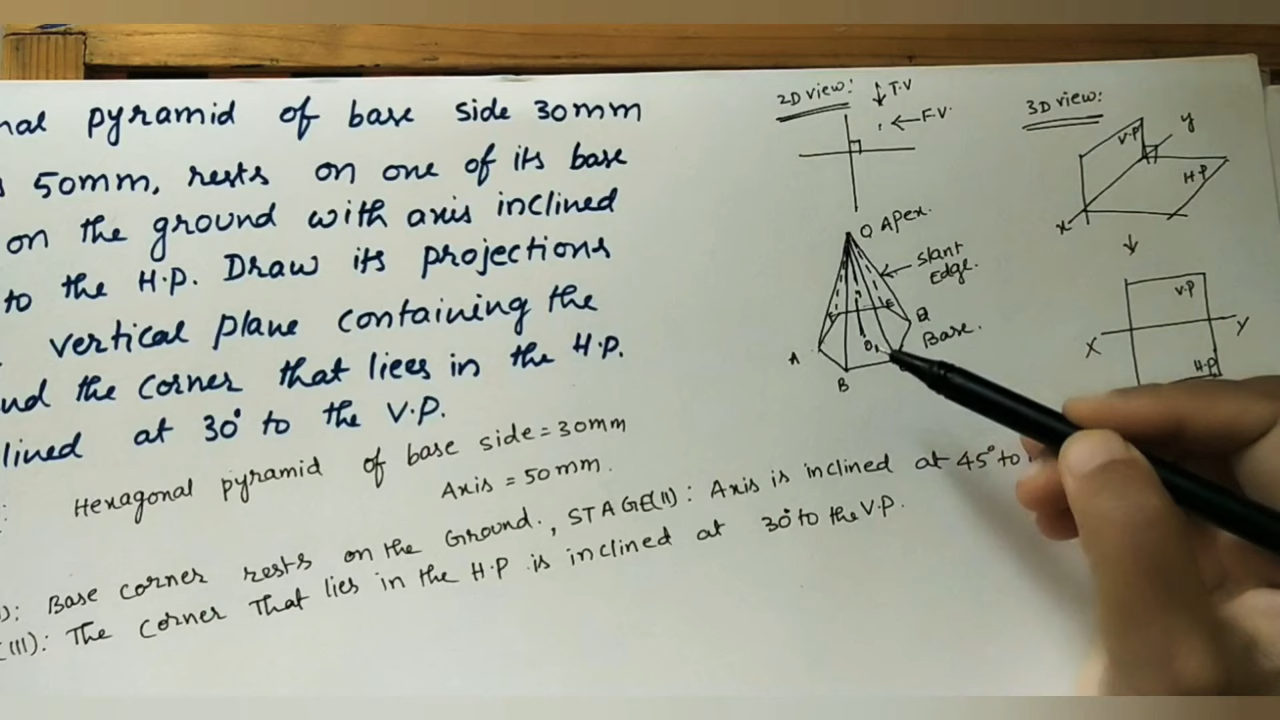 nal pyramid of base side 30mm
50mm, rests on one of its base
on the ground with axis inclined
to the H.P. Draw its projections
vertical plane containing the
nd the corner that liees in the H.P.
lined at 30° to the V.P.
Hexagonal pyramid of base side = 30mm
Axis = 50mm.
): Base corner rests on the Ground., STAGE(II): Axis is inclined at 45° to
(III): The corner That lies in the H.P is inclined at 30° to the V.P.
2D view:
T.V
F.V.
O Apex.
Slant
Edge.
F
E
A
B
O₁
Base.
3D view:
V.P
y
H.P
x
V.P
X
Y
H.P